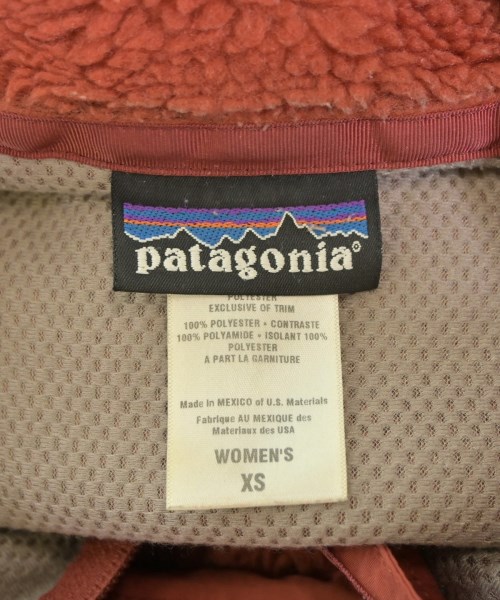 patagonia®
POLYESTER
EXCLUSIVE OF TRIM
100% POLYESTER • CONTRASTE
100% POLYAMIDE • ISOLANT 100%
POLYESTER
A PART LA GARNITURE
Made in MEXICO of U.S. Materials
Fabrique AU MEXIQUE des
Materiaux des USA
WOMEN'S
XS